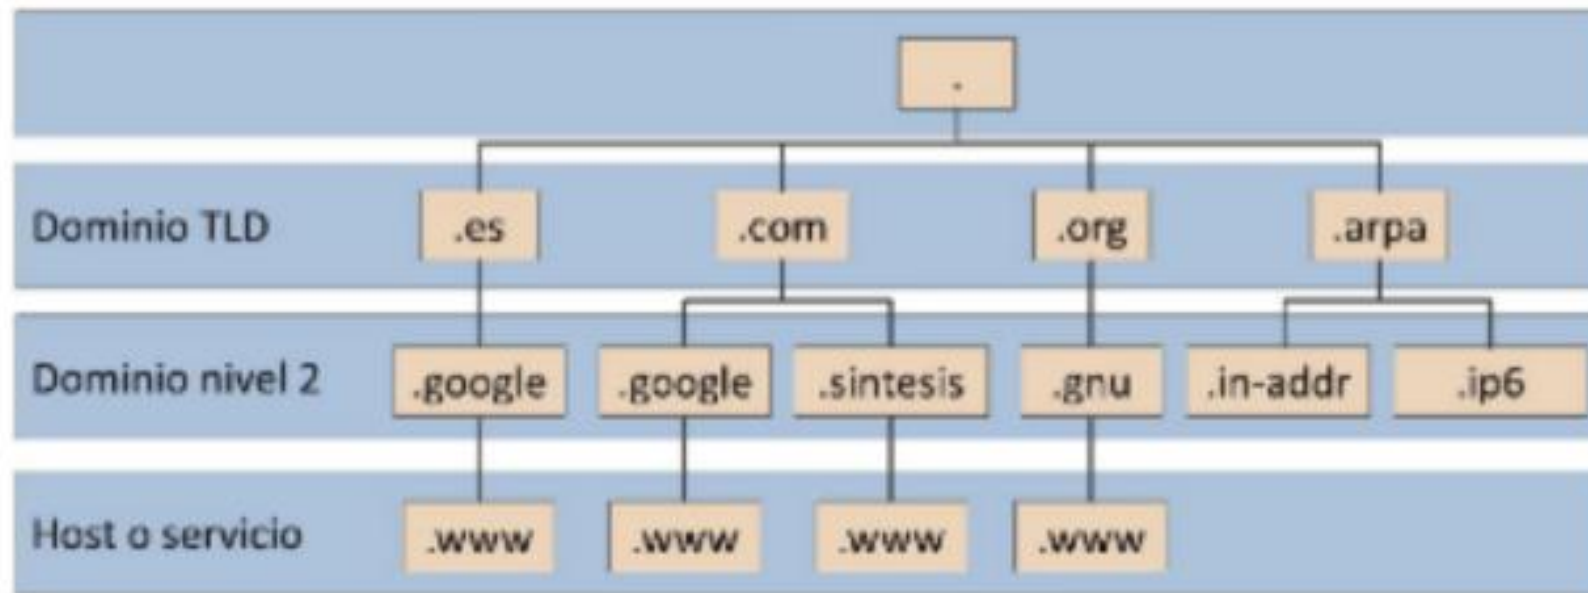 .
Dominio TLD .es .com .org .arpa
Dominio nivel 2 .google .google .sintesis .gnu .in-addr .ip6
Host o servicio .www .www .www .www